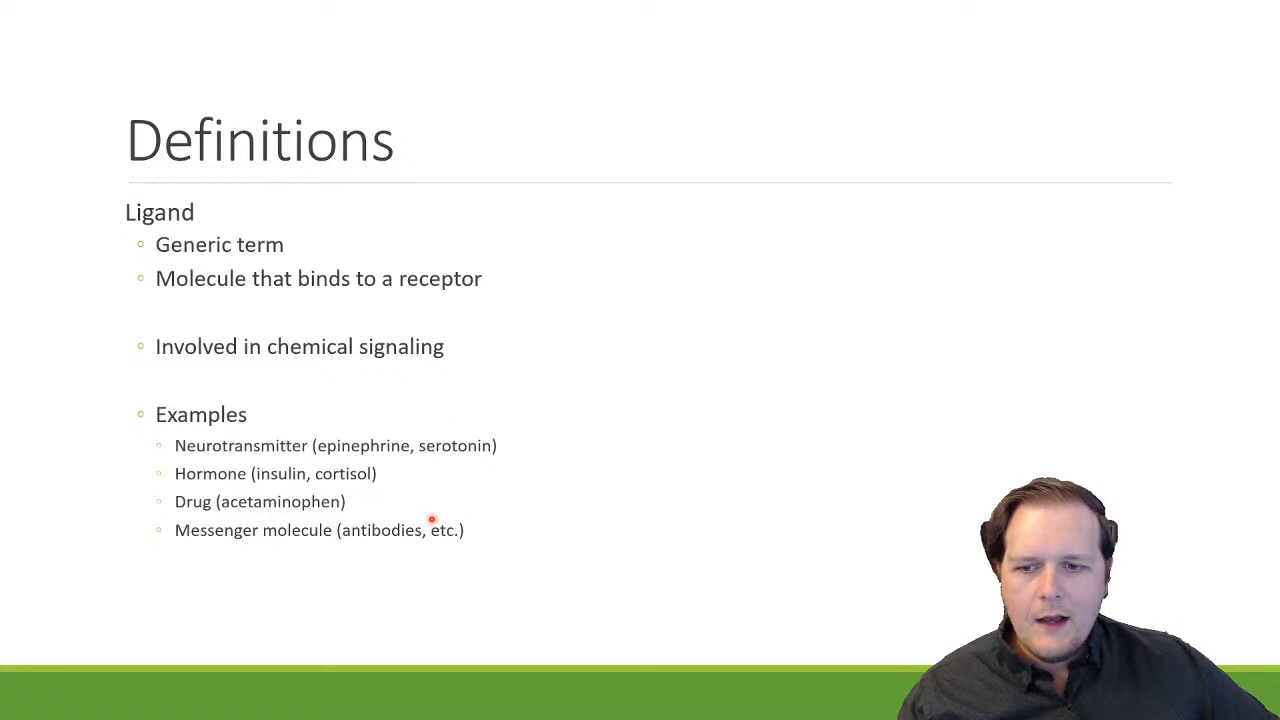 Definitions
Ligand
Generic term
Molecule that binds to a receptor
Involved in chemical signaling
Examples
Neurotransmitter (epinephrine, serotonin)
Hormone (insulin, cortisol)
Drug (acetaminophen)
Messenger molecule (antibodies, etc.)